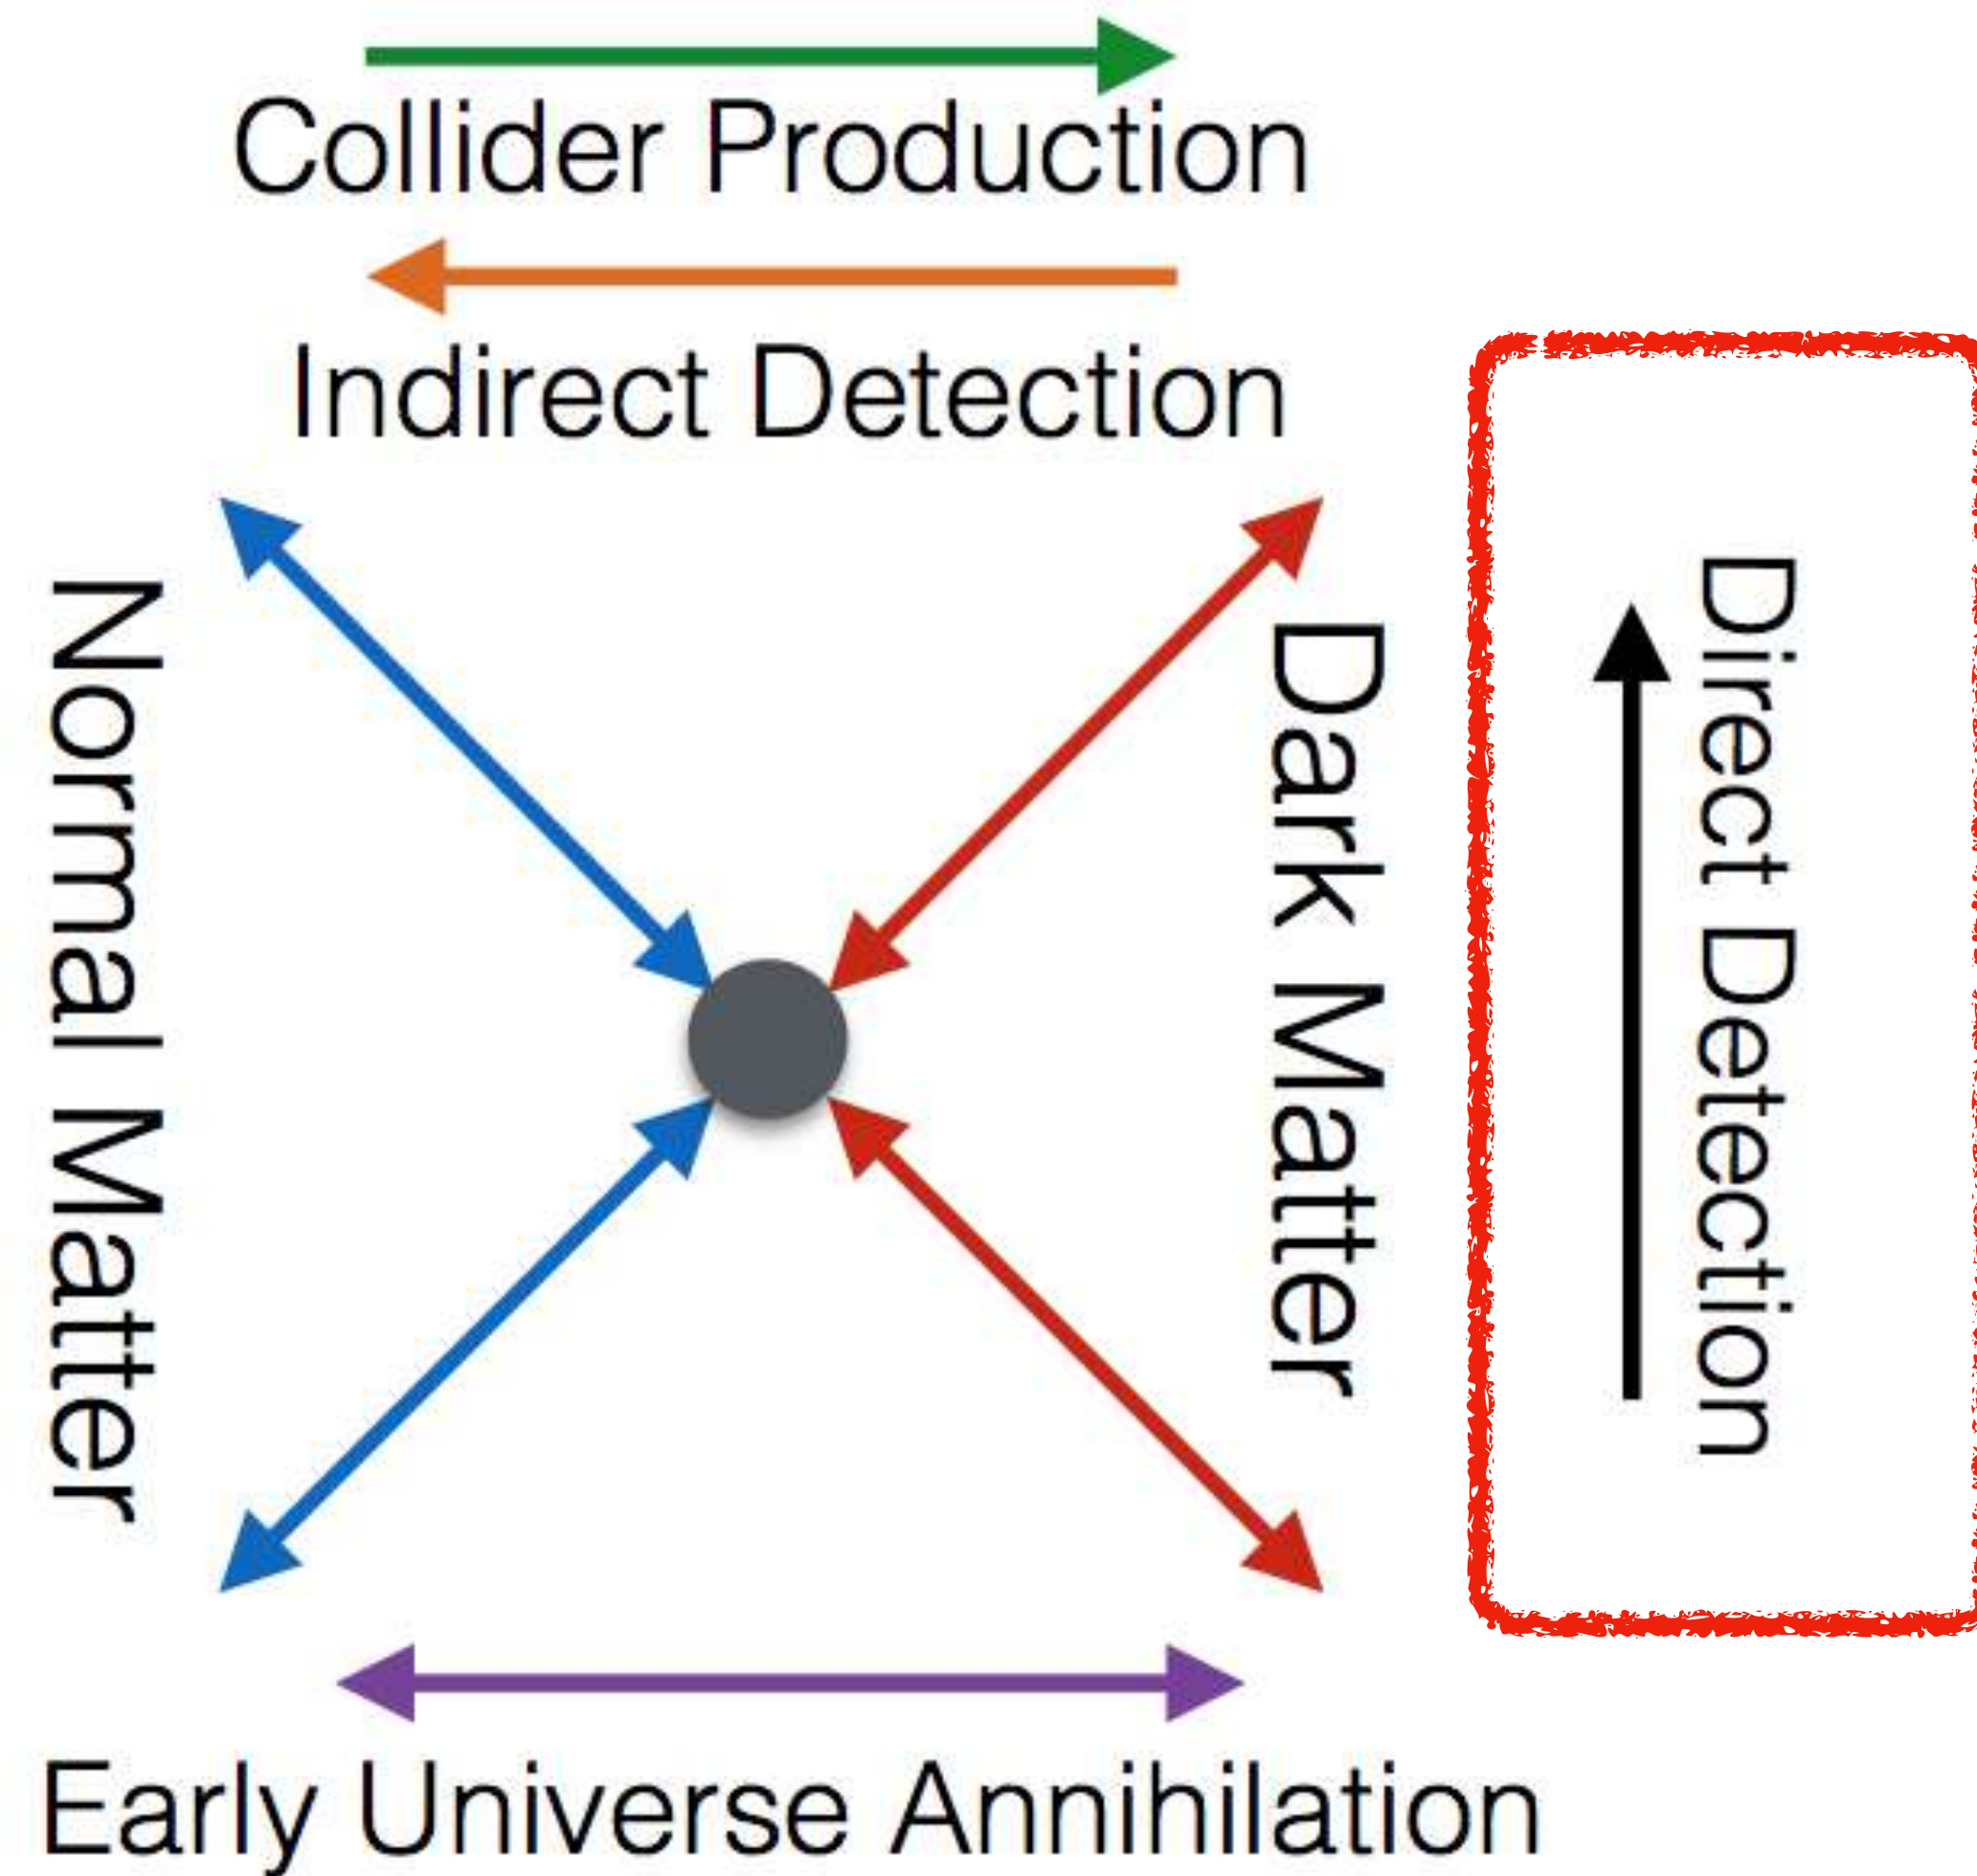 Collider Production
Indirect Detection
Normal Matter
Dark Matter
Direct Detection
Early Universe Annihilation